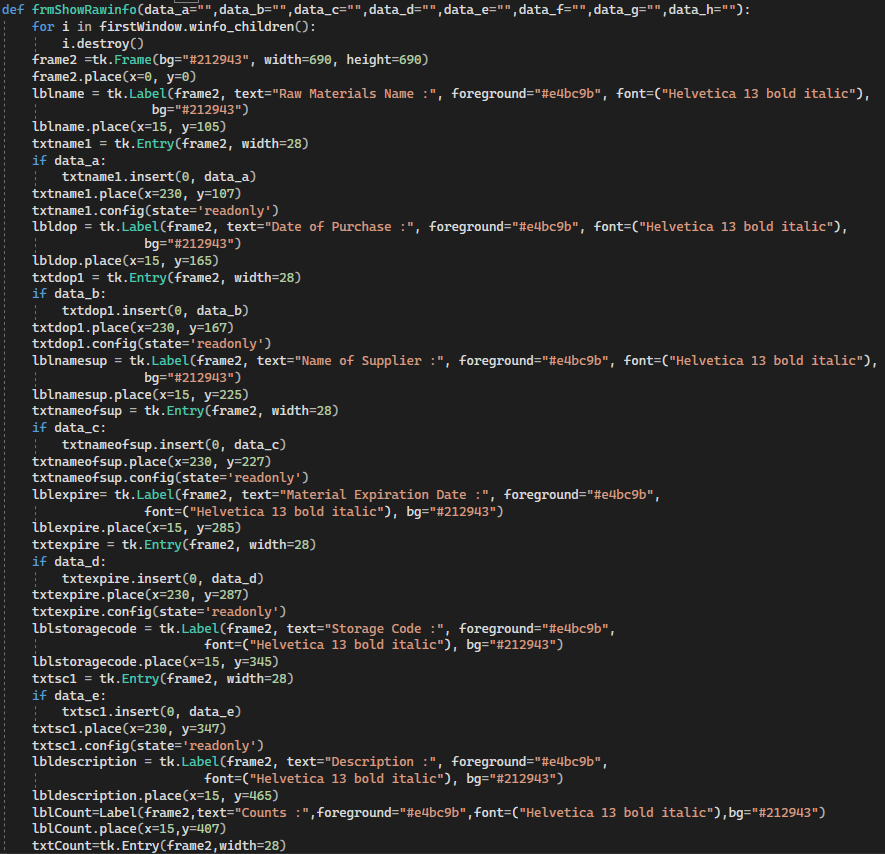 def frmShowRawinfo(data_a="",data_b="",data_c="",data_d="",data_e="",data_f="",data_g="",data_h=""):
    for i in firstWindow.winfo_children():
        i.destroy()
    frame2 =tk.Frame(bg="#212943", width=690, height=690)
    frame2.place(x=0, y=0)
    lblname = tk.Label(frame2, text="Raw Materials Name :", foreground="#e4bc9b", font=("Helvetica 13 bold italic"),
                    bg="#212943")
    lblname.place(x=15, y=105)
    txtname1 = tk.Entry(frame2, width=28)
    if data_a:
        txtname1.insert(0, data_a)
    txtname1.place(x=230, y=107)
    txtname1.config(state='readonly')
    lbldop = tk.Label(frame2, text="Date of Purchase :", foreground="#e4bc9b", font=("Helvetica 13 bold italic"),
                   bg="#212943")
    lbldop.place(x=15, y=165)
    txtdop1 = tk.Entry(frame2, width=28)
    if data_b:
        txtdop1.insert(0, data_b)
    txtdop1.place(x=230, y=167)
    txtdop1.config(state='readonly')
    lblnamesup = tk.Label(frame2, text="Name of Supplier :", foreground="#e4bc9b", font=("Helvetica 13 bold italic"),
                   bg="#212943")
    lblnamesup.place(x=15, y=225)
    txtnameofsup = tk.Entry(frame2, width=28)
    if data_c:
        txtnameofsup.insert(0, data_c)
    txtnameofsup.place(x=230, y=227)
    txtnameofsup.config(state='readonly')
    lblexpire= tk.Label(frame2, text="Material Expiration Date :", foreground="#e4bc9b",
                   font=("Helvetica 13 bold italic"), bg="#212943")
    lblexpire.place(x=15, y=285)
    txtexpire = tk.Entry(frame2, width=28)
    if data_d:
        txtexpire.insert(0, data_d)
    txtexpire.place(x=230, y=287)
    txtexpire.config(state='readonly')
    lblstoragecode = tk.Label(frame2, text="Storage Code :", foreground="#e4bc9b",
                           font=("Helvetica 13 bold italic"), bg="#212943")
    lblstoragecode.place(x=15, y=345)
    txtsc1 = tk.Entry(frame2, width=28)
    if data_e:
        txtsc1.insert(0, data_e)
    txtsc1.place(x=230, y=347)
    txtsc1.config(state='readonly')
    lbldescription = tk.Label(frame2, text="Description :", foreground="#e4bc9b",
                           font=("Helvetica 13 bold italic"), bg="#212943")
    lbldescription.place(x=15, y=465)
    lblCount=Label(frame2,text="Counts :",foreground="#e4bc9b",font=("Helvetica 13 bold italic"),bg="#212943")
    lblCount.place(x=15,y=407)
    txtCount=tk.Entry(frame2,width=28)